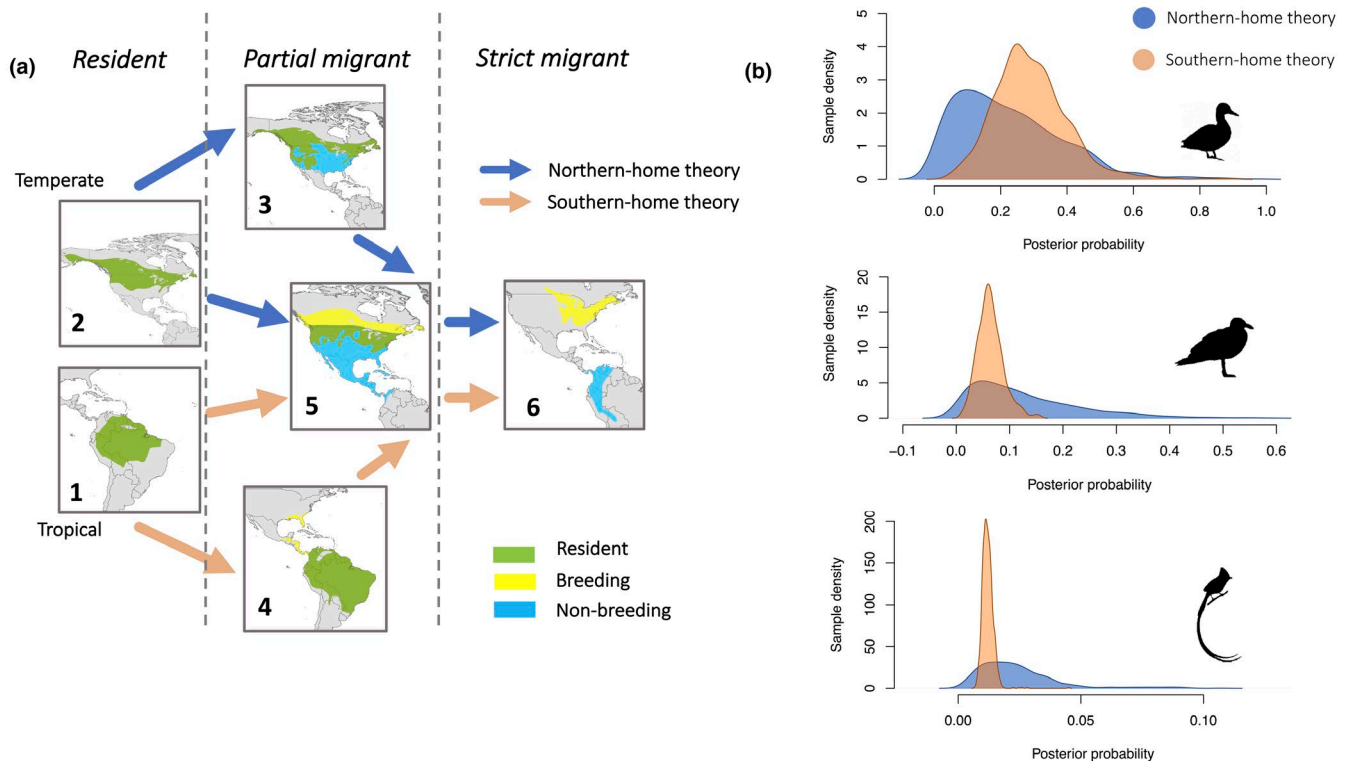 (a)
Resident
Partial migrant
Strict migrant
Temperate
Tropical
1
2
3
4
5
6
Northern-home theory
Southern-home theory
Resident
Breeding
Non-breeding
(b)
Northern-home theory
Southern-home theory
Sample density
0 1 2 3 4 5
0.0 0.2 0.4 0.6 0.8 1.0
Posterior probability
Sample density
0 5 10 15 20
−0.1 0.0 0.1 0.2 0.3 0.4 0.5 0.6
Posterior probability
Sample density
0 50 100 150 200
0.00 0.05 0.10
Posterior probability